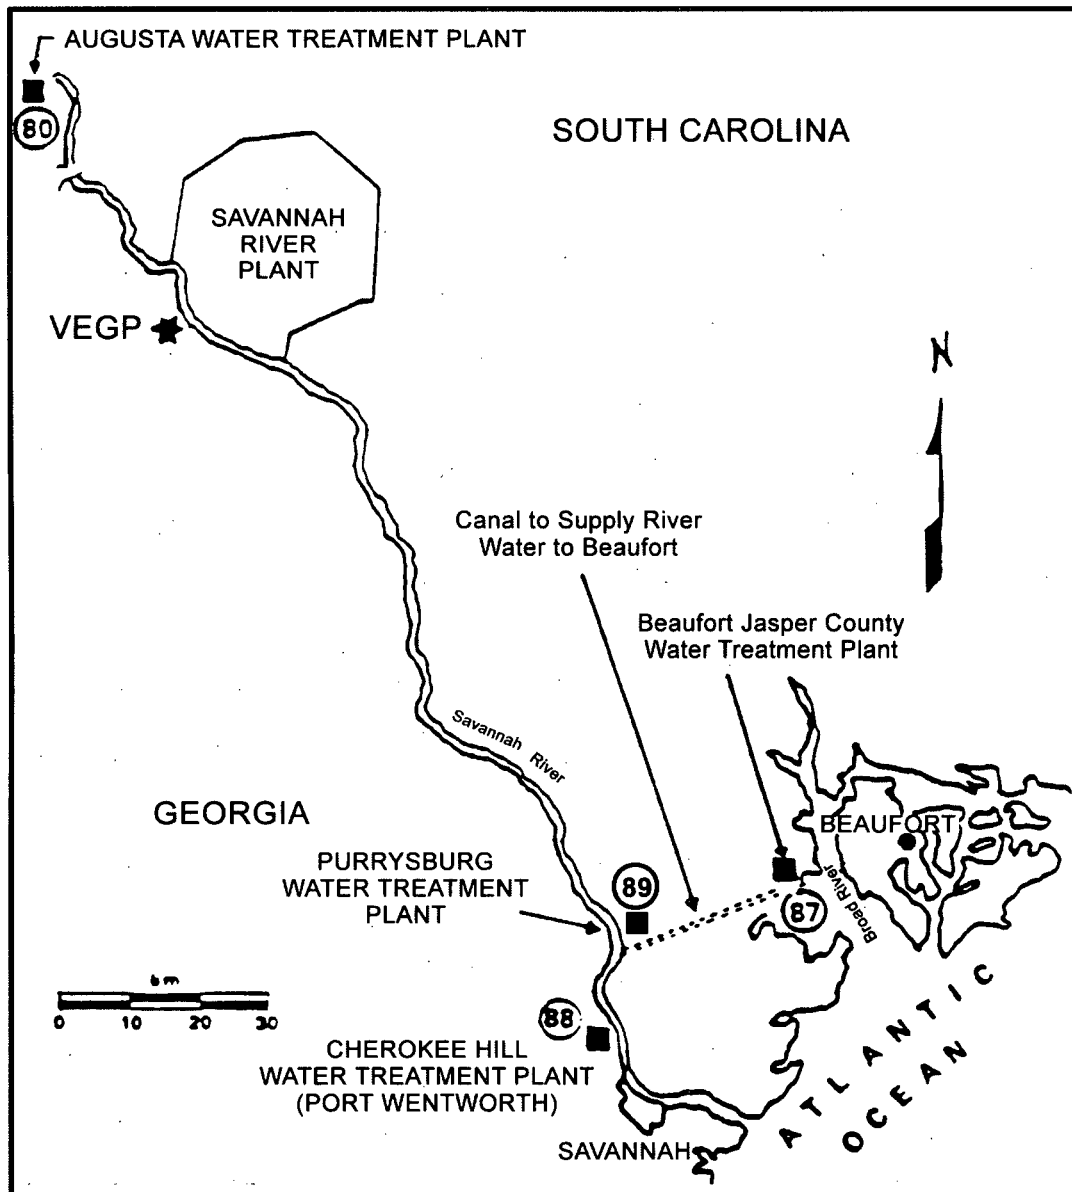 AUGUSTA WATER TREATMENT PLANT
80
SOUTH CAROLINA
SAVANNAH
RIVER
PLANT
VEGP
N
Canal to Supply River
Water to Beaufort
Beaufort Jasper County
Water Treatment Plant
Savannah River
GEORGIA
BEAUFORT
PURRYSBURG
WATER TREATMENT
PLANT
89
87
Broad River
0 10 20 30
88
CHEROKEE HILL
WATER TREATMENT PLANT
(PORT WENTWORTH)
ATLANTIC
OCEAN
SAVANNAH